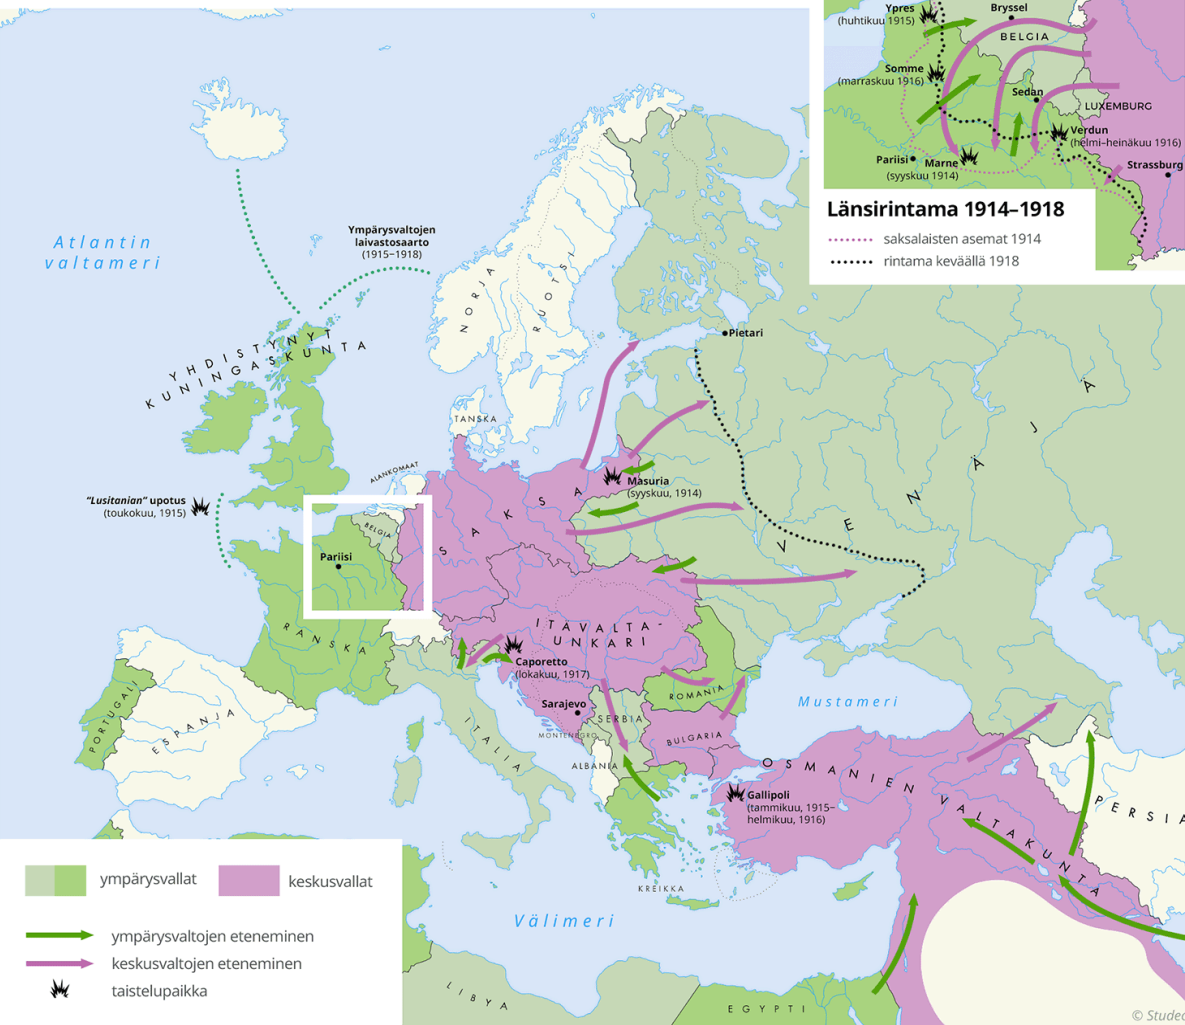 Ypres
(huhtikuu 1915)
Bryssel
BELGIA
Somme
(marraskuu 1916)
Sedan
LUXEMBURG
Verdun
(helmi–heinäkuu 1916)
Pariisi
Marne
(syyskuu 1914)
Strassburg
Länsirintama 1914–1918
saksalaisten asemat 1914
rintama keväällä 1918
Atlantin
valtameri
Ympärysvaltojen
laivastosaarto
(1915–1918)
NORJA
RUOTSI
Pietari
YHDISTYNYT
KUNINGASKUNTA
TANSKA
ALANKOMAAT
VENÄJÄ
Masuria
(syyskuu, 1914)
"Lusitanian" upotus
(toukokuu, 1915)
BELGIA
SAKSA
Pariisi
RANSKA
ITÄVALTA-
UNKARI
Caporetto
(lokakuu, 1917)
Sarajevo
ROMANIA
SERBIA
MONTENEGRO
BULGARIA
ALBANIA
Mustameri
PORTUGALI
ESPANJA
ITALIA
OSMANIEN VALTAKUNTA
Gallipoli
(tammikuu, 1915–
helmikuu, 1916)
PERSIA
KREIKKA
Välimeri
LIBYA
EGYPTI
ympärysvallat
keskusvallat
ympärysvaltojen eteneminen
keskusvaltojen eteneminen
taistelupaikka
© Studeo